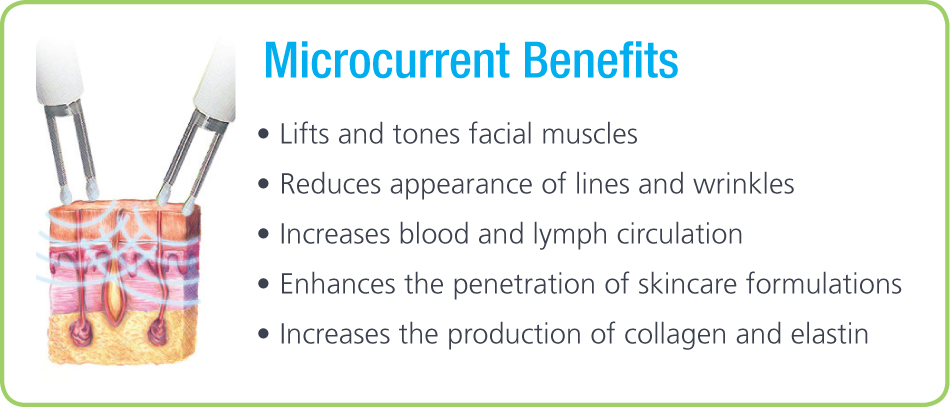 Microcurrent Benefits
• Lifts and tones facial muscles
• Reduces appearance of lines and wrinkles
• Increases blood and lymph circulation
• Enhances the penetration of skincare formulations
• Increases the production of collagen and elastin